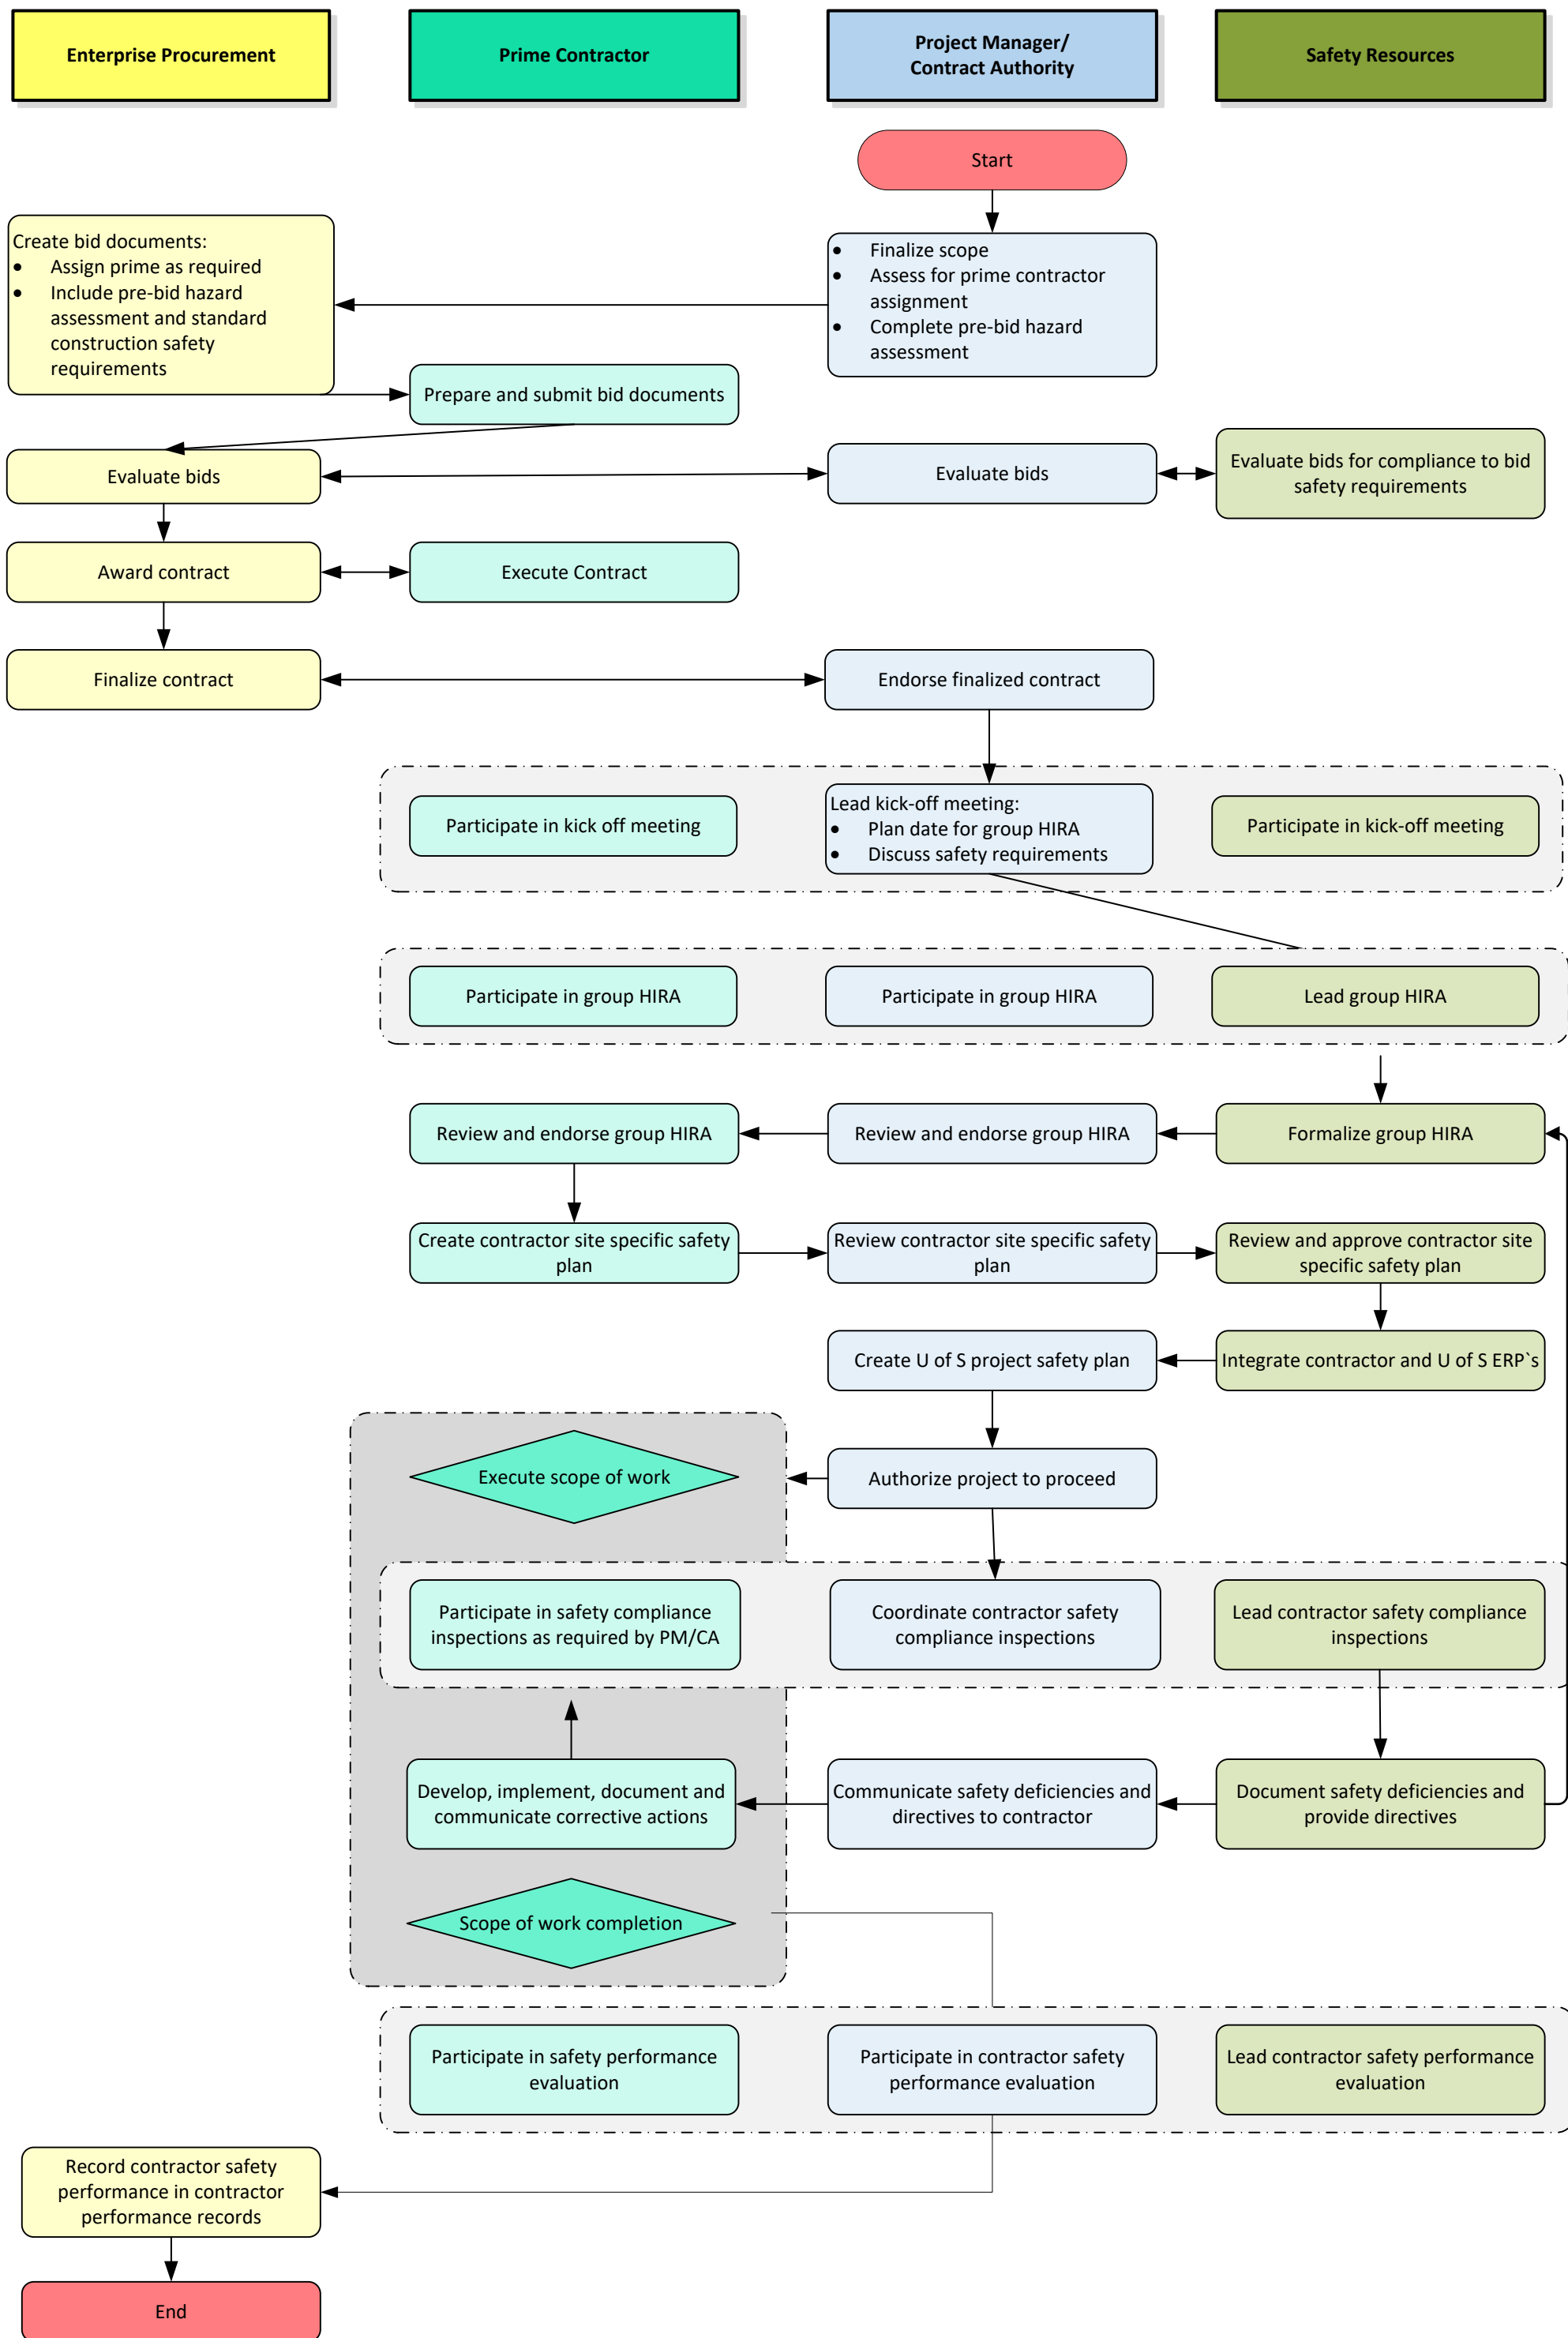 Enterprise Procurement
Prime Contractor
Project Manager/
Contract Authority
Safety Resources
Start
Create bid documents:
• Assign prime as required
• Include pre-bid hazard
assessment and standard
construction safety
requirements
• Finalize scope
• Assess for prime contractor
assignment
• Complete pre-bid hazard
assessment
Prepare and submit bid documents
Evaluate bids
Evaluate bids
Evaluate bids for compliance to bid
safety requirements
Award contract
Execute Contract
Finalize contract
Endorse finalized contract
Participate in kick off meeting
Lead kick-off meeting:
• Plan date for group HIRA
• Discuss safety requirements
Participate in kick-off meeting
Participate in group HIRA
Participate in group HIRA
Lead group HIRA
Review and endorse group HIRA
Review and endorse group HIRA
Formalize group HIRA
Create contractor site specific safety
plan
Review contractor site specific safety
plan
Review and approve contractor site
specific safety plan
Create U of S project safety plan
Integrate contractor and U of S ERP`s
Execute scope of work
Authorize project to proceed
Participate in safety compliance
inspections as required by PM/CA
Coordinate contractor safety
compliance inspections
Lead contractor safety compliance
inspections
Develop, implement, document and
communicate corrective actions
Communicate safety deficiencies and
directives to contractor
Document safety deficiencies and
provide directives
Scope of work completion
Participate in safety performance
evaluation
Participate in contractor safety
performance evaluation
Lead contractor safety performance
evaluation
Record contractor safety
performance in contractor
performance records
End